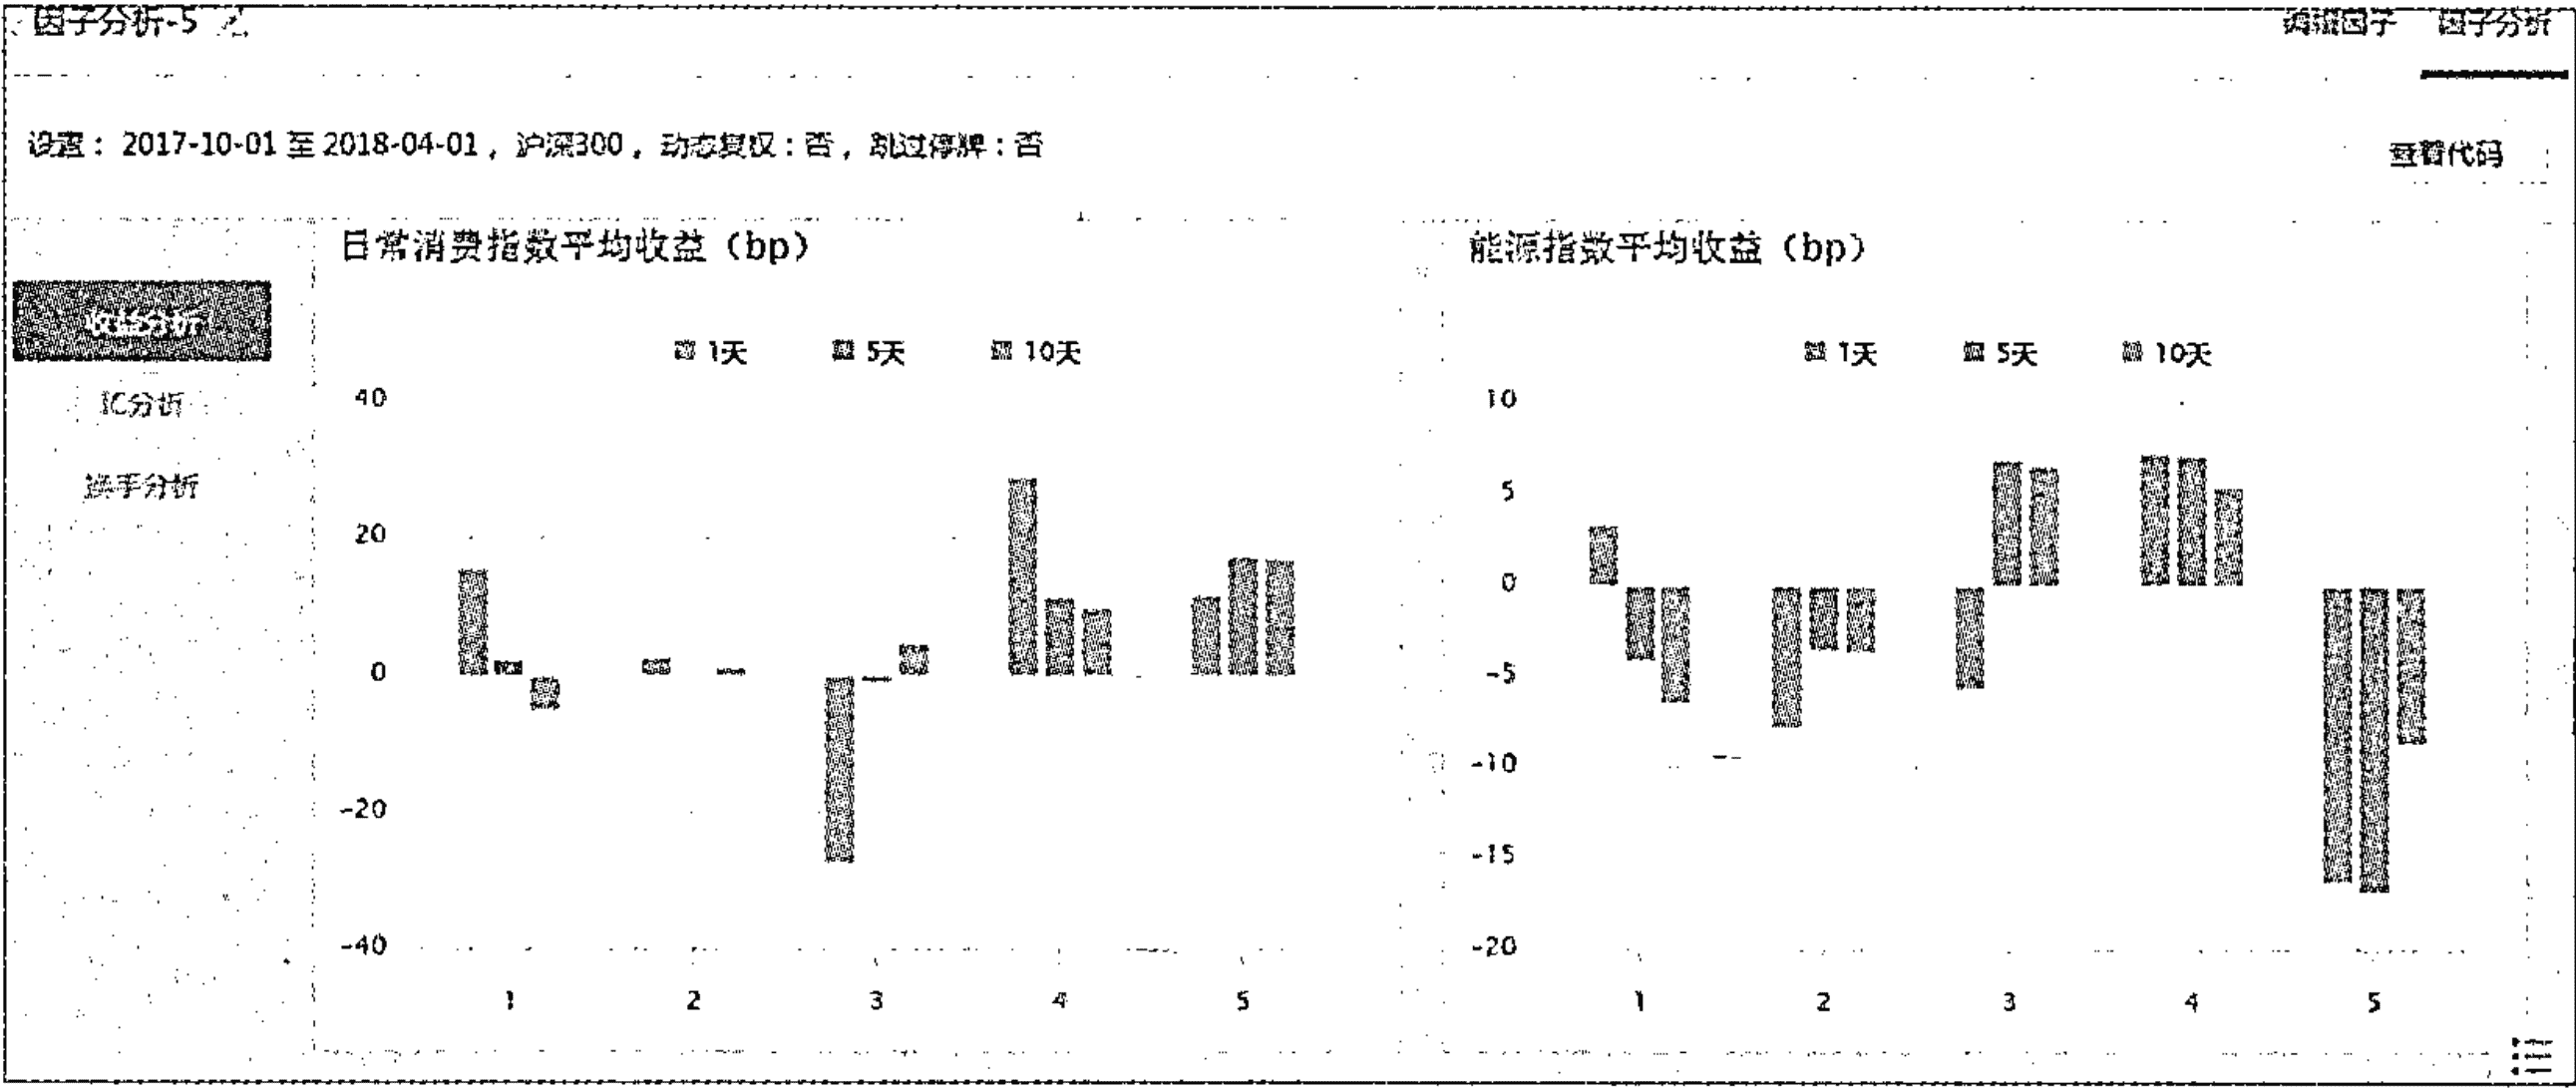 因子分析-5
编辑因子 因子分析
设置：2017-10-01 至 2018-04-01，沪深300，动态复权：否，跳过停牌：否
查看代码
收益分析
IC分析
换手分析
日常消费指数平均收益（bp）
1天 5天 10天
40
20
0
-20
-40
1 2 3 4 5
能源指数平均收益（bp）
1天 5天 10天
10
5
0
-5
-10
-15
-20
1 2 3 4 5